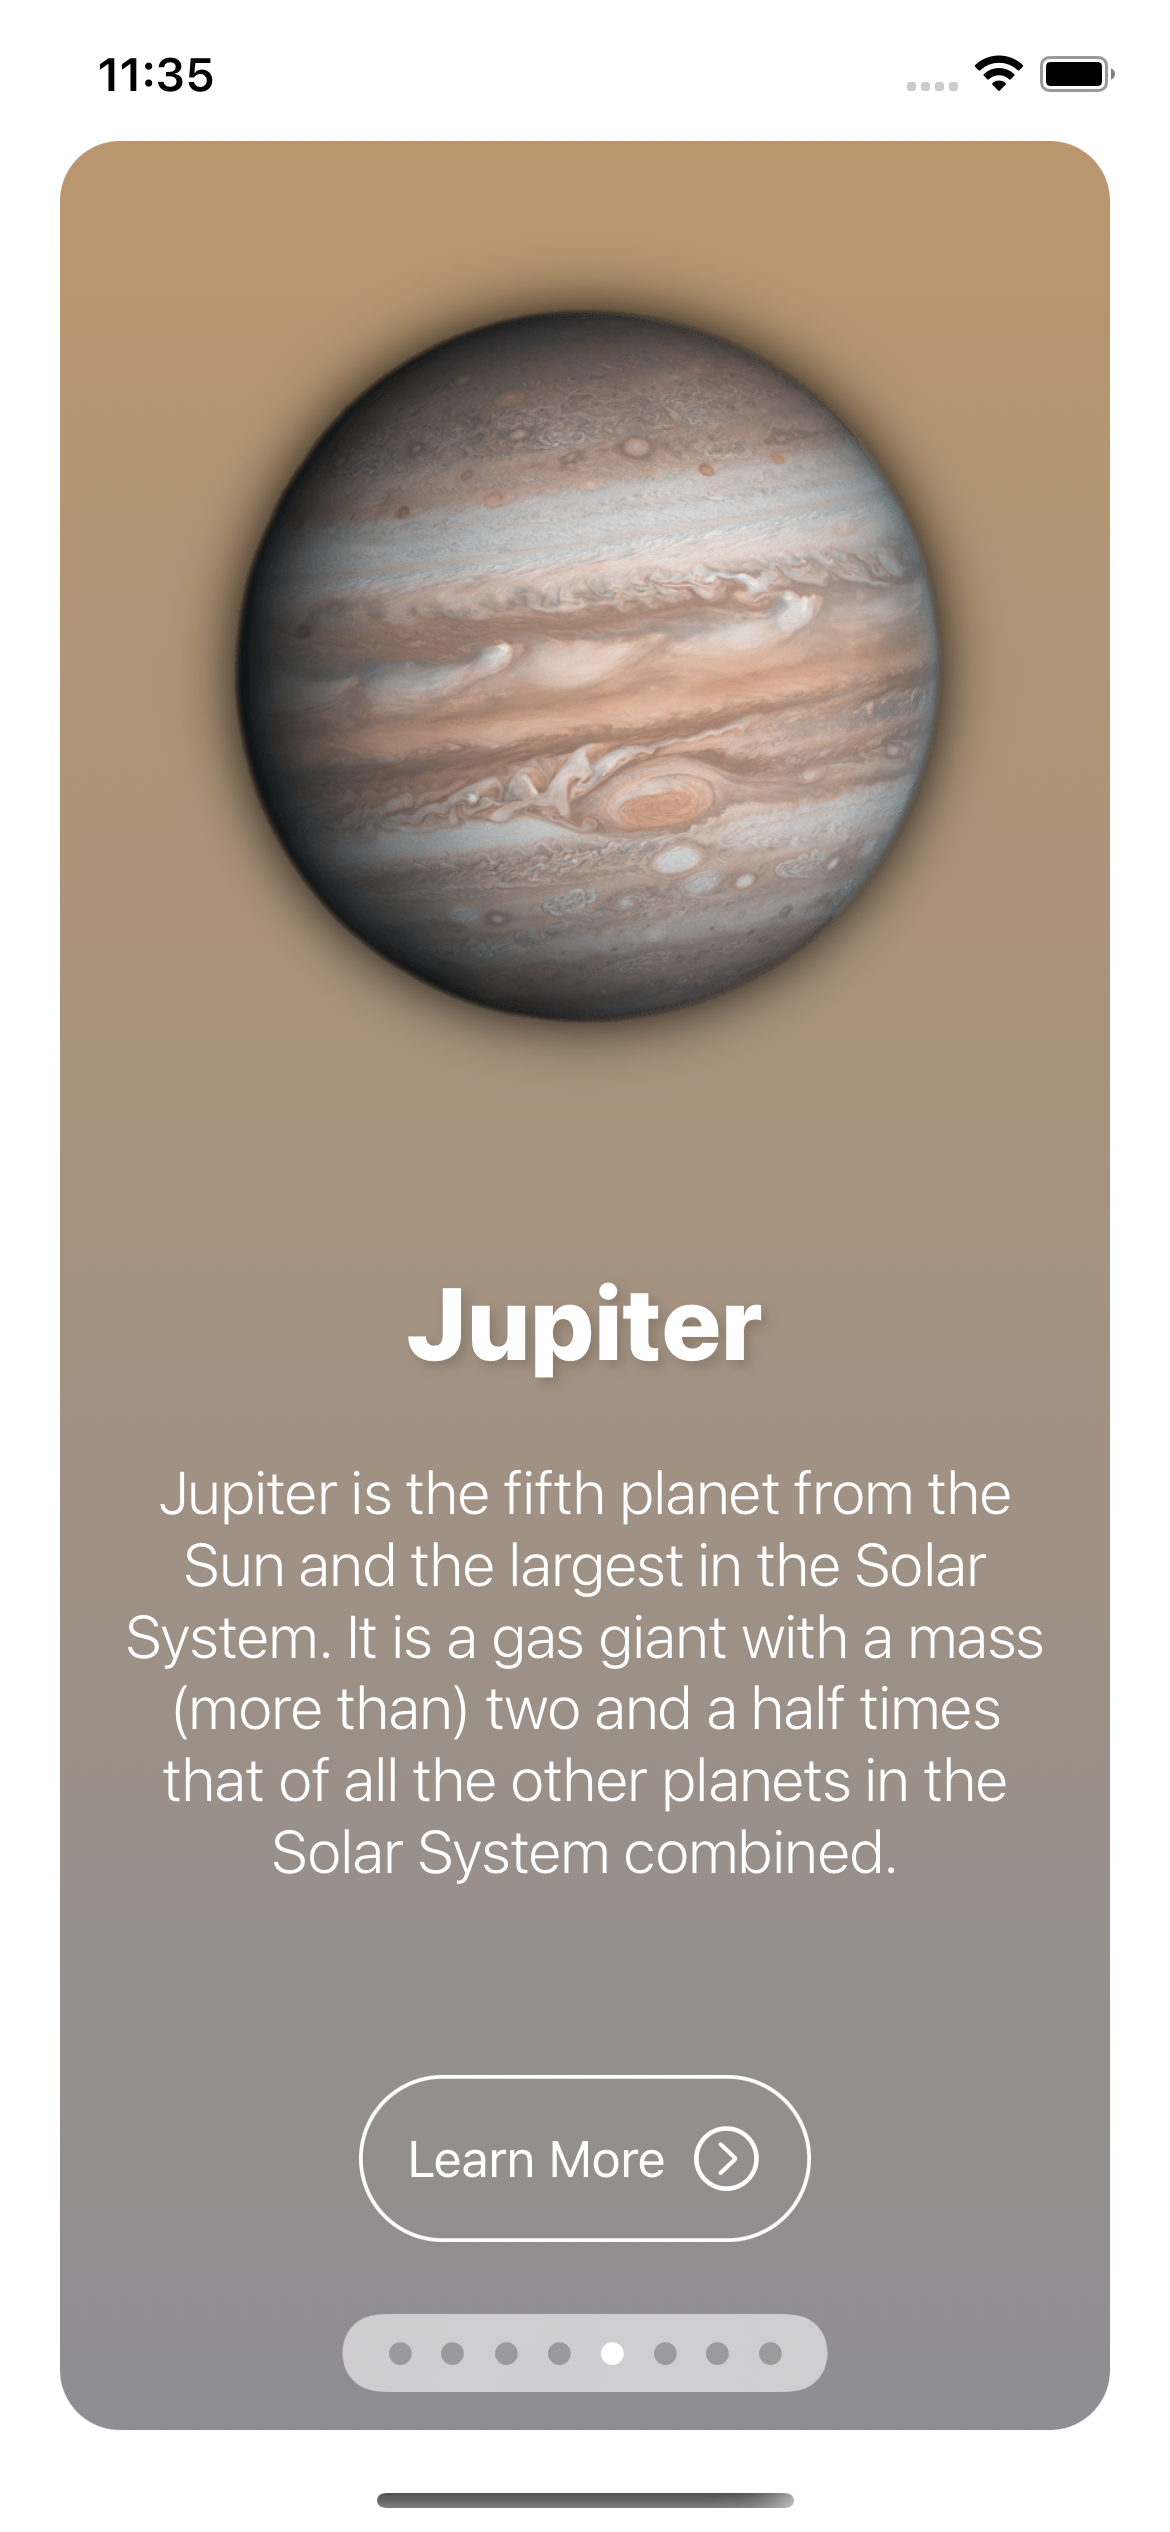 11:35
Jupiter
Jupiter is the fifth planet from the
Sun and the largest in the Solar
System. It is a gas giant with a mass
(more than) two and a half times
that of all the other planets in the
Solar System combined.
Learn More